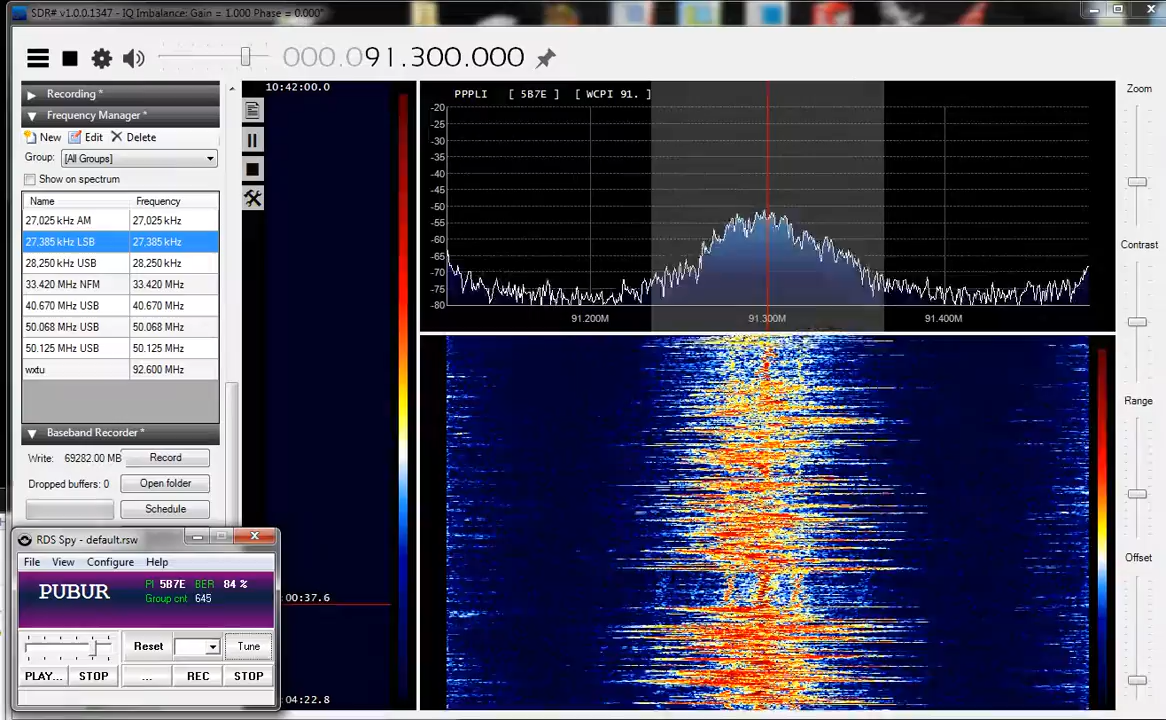 SDR# v1.0.0.1347 - IQ Imbalance: Gain = 1.000 Phase = 0.000°
000.091.300.000
Zoom
Contrast
Range
Offset
Recording *
Frequency Manager *
New Edit Delete
Group: [All Groups]
Show on spectrum
Name Frequency
27,025 kHz AM 27,025 kHz
27,385 kHz LSB 27,385 kHz
28,250 kHz USB 28,250 kHz
33.420 MHz NFM 33.420 MHz
40.670 MHz USB 40.670 MHz
50.068 MHz USB 50.068 MHz
50.125 MHz USB 50.125 MHz
wxtu 92.600 MHz
Baseband Recorder *
Write: 69282.00 MB Record
Dropped buffers: 0 Open folder
Schedule
10:42:00.0
:00:37.6
:04:22.8
PPPLI [ 5B7E ] [ WCPI 91. ]
-20
-25
-30
-35
-40
-45
-50
-55
-60
-65
-70
-75
-80
91.200M 91.300M 91.400M
RDS Spy - default.rsw
File View Configure Help
PUBUR
PI 5B7E BER 84 %
Group cnt 645
Reset Tune
PLAY... STOP ... REC STOP